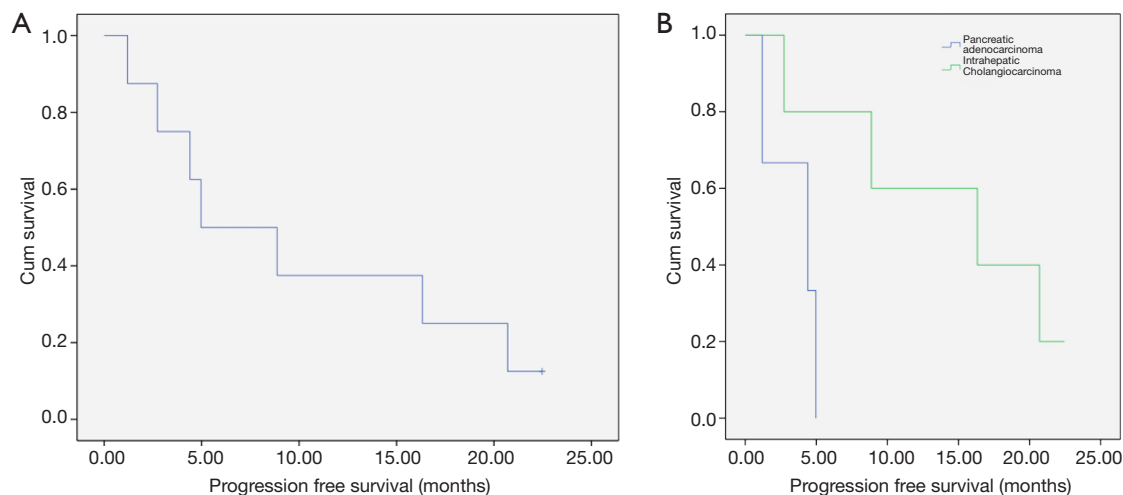 A
1.0
0.8
0.6
0.4
0.2
0.0
Cum survival
0.00 5.00 10.00 15.00 20.00 25.00
Progression free survival (months)
B
1.0
0.8
0.6
0.4
0.2
0.0
Cum survival
Pancreatic
adenocarcinoma
Intrahepatic
Cholangiocarcinoma
0.00 5.00 10.00 15.00 20.00 25.00
Progression free survival (months)